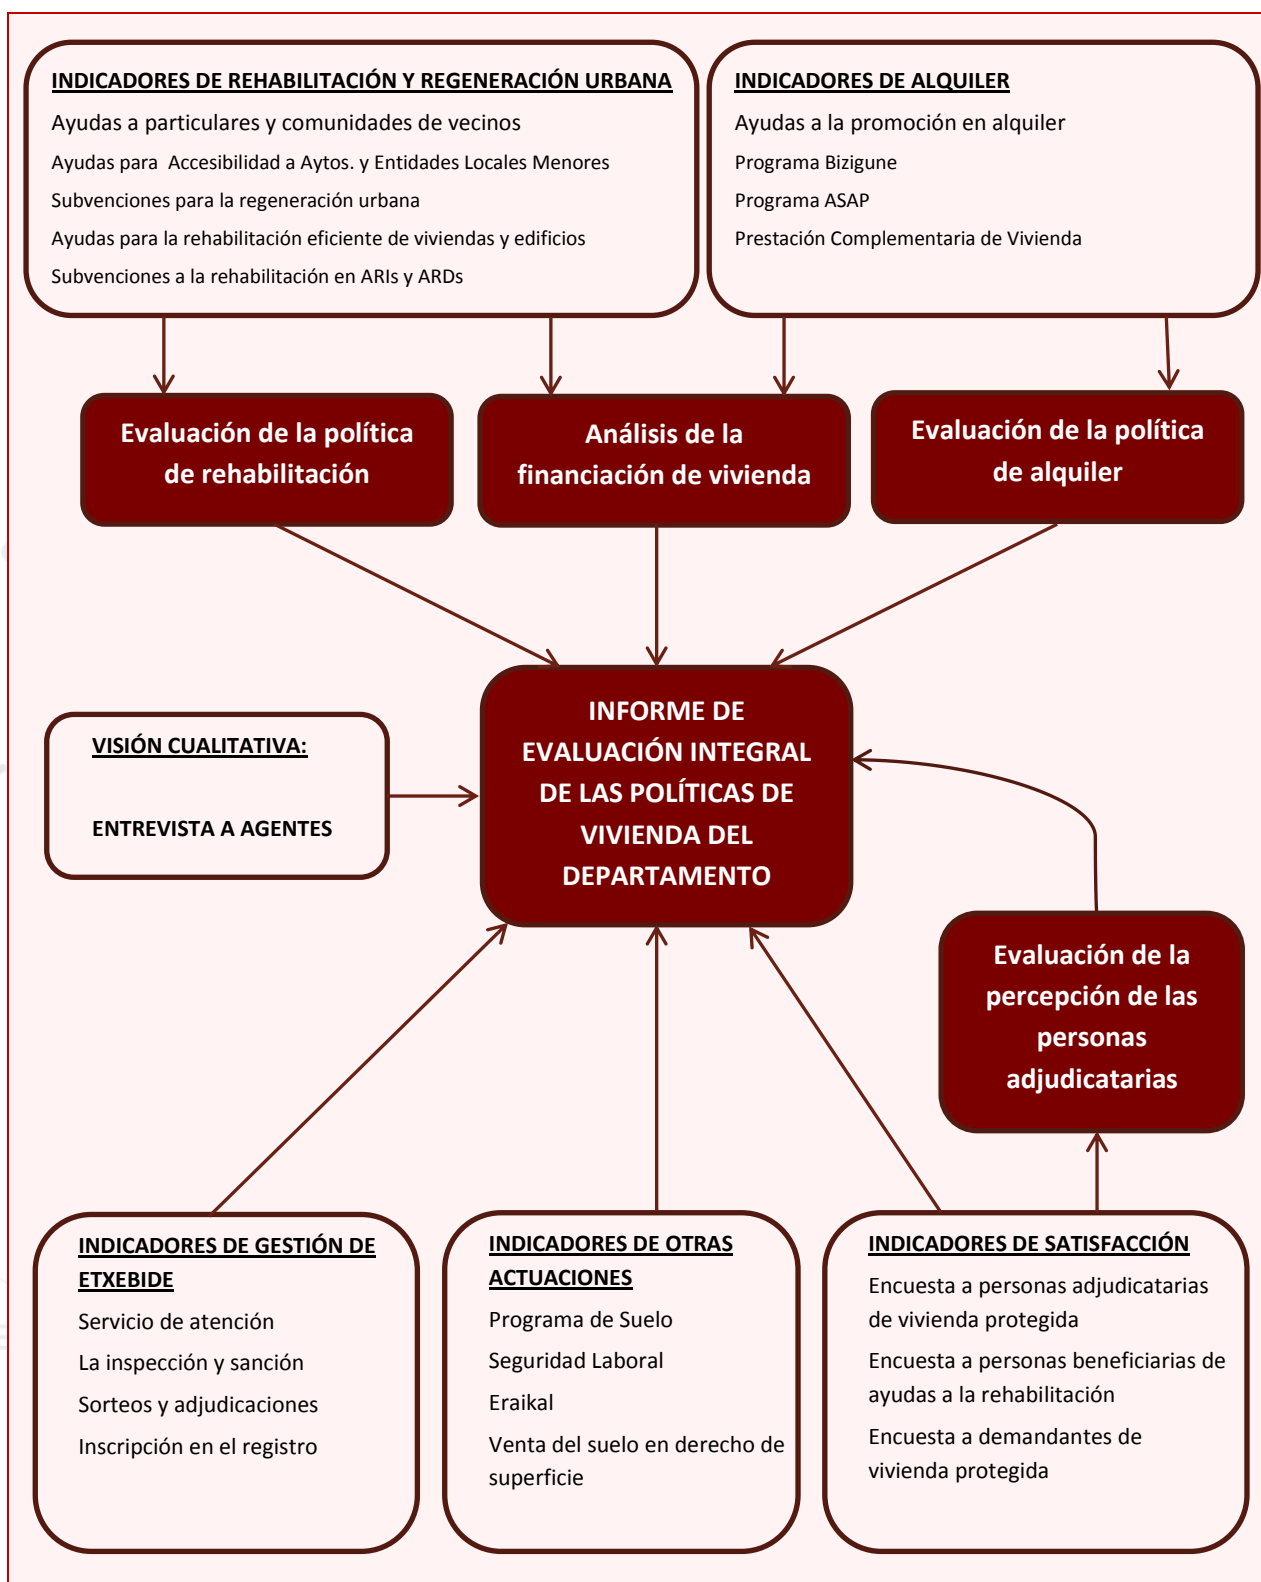 INDICADORES DE REHABILITACIÓN Y REGENERACIÓN URBANA
Ayudas a particulares y comunidades de vecinos
Ayudas para Accesibilidad a Aytos. y Entidades Locales Menores
Subvenciones para la regeneración urbana
Ayudas para la rehabilitación eficiente de viviendas y edificios
Subvenciones a la rehabilitación en ARIs y ARDs
INDICADORES DE ALQUILER
Ayudas a la promoción en alquiler
Programa Bizigune
Programa ASAP
Prestación Complementaria de Vivienda
Evaluación de la política
de rehabilitación
Análisis de la
financiación de vivienda
Evaluación de la política
de alquiler
VISIÓN CUALITATIVA:
ENTREVISTA A AGENTES
INFORME DE
EVALUACIÓN INTEGRAL
DE LAS POLÍTICAS DE
VIVIENDA DEL
DEPARTAMENTO
Evaluación de la
percepción de las
personas
adjudicatarias
INDICADORES DE GESTIÓN DE
ETXEBIDE
Servicio de atención
La inspección y sanción
Sorteos y adjudicaciones
Inscripción en el registro
INDICADORES DE OTRAS
ACTUACIONES
Programa de Suelo
Seguridad Laboral
Eraikal
Venta del suelo en derecho de
superficie
INDICADORES DE SATISFACCIÓN
Encuesta a personas adjudicatarias
de vivienda protegida
Encuesta a personas beneficiarias de
ayudas a la rehabilitación
Encuesta a demandantes de
vivienda protegida